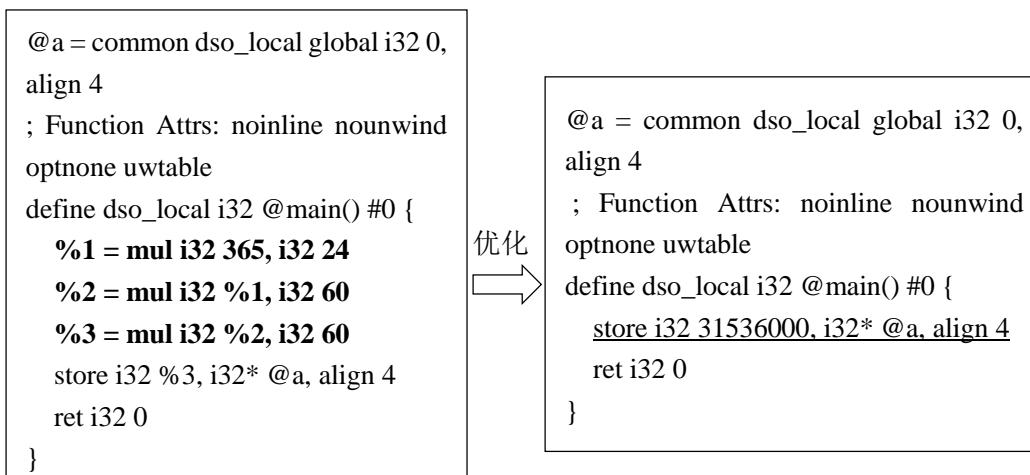 @a = common dso_local global i32 0,
align 4
; Function Attrs: noinline nounwind
optnone uwtable
define dso_local i32 @main() #0 {
%1 = mul i32 365, i32 24
%2 = mul i32 %1, i32 60
%3 = mul i32 %2, i32 60
store i32 %3, i32* @a, align 4
ret i32 0
}
优化
@a = common dso_local global i32 0,
align 4
; Function Attrs: noinline nounwind
optnone uwtable
define dso_local i32 @main() #0 {
store i32 31536000, i32* @a, align 4
ret i32 0
}